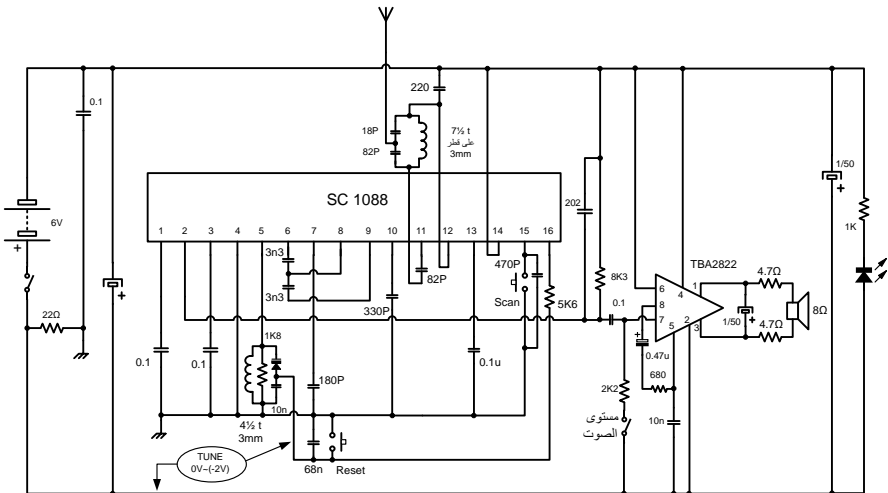 220
0.1
18P
82P
7½ t
على قطر
3mm
1/50
+
1K
SC 1088
1 2 3 4 5 6 7 8 9 10 11 12 13 14 15 16
6V
+
+
22Ω
3n3
3n3
330P
82P
470P
Scan
5K6
202
8K3
0.1
TBA2822
6
8
7
4
1
5
2
3
4.7Ω
4.7Ω
1/50
+
8Ω
+
0.47u
680
10n
2K2
مستوى
الصوت
0.1
0.1
1K8
10n
4½ t
3mm
180P
0.1u
68n
Reset
TUNE
0V~(-2V)